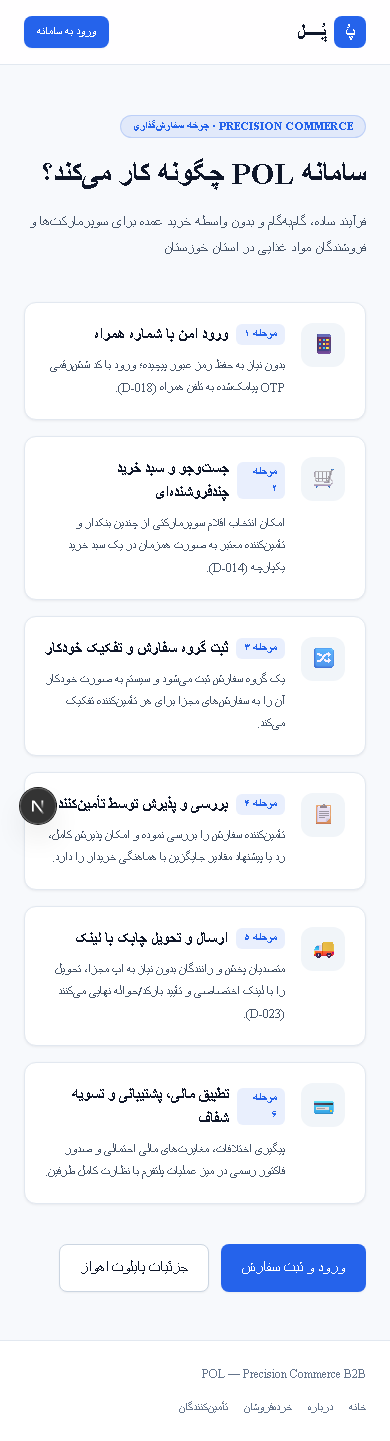 پُ
پُـــل
ورود به سامانه
PRECISION COMMERCE • چرخه سفارش‌گذاری
سامانه POL چگونه کار می‌کند؟
فرآیند ساده، گام‌به‌گام و بدون واسطه خرید عمده برای سوپرمارکت‌ها و
فروشندگان مواد غذایی در استان خوزستان
مرحله ۱
ورود امن با شماره همراه
بدون نیاز به حفظ رمز عبور پیچیده؛ ورود با کد شش‌رقمی
OTP پیامک‌شده به تلفن همراه (D-018).
مرحله
۲
جست‌وجو و سبد خرید
چندفروشنده‌ای
امکان انتخاب اقلام سوپرمارکتی از چندین بنکدار و
تأمین‌کننده معتبر به صورت همزمان در یک سبد خرید
یکپارچه (D-014).
مرحله ۳
ثبت گروه سفارش و تفکیک خودکار
یک گروه سفارش ثبت می‌شود و سیستم به صورت خودکار
آن را به سفارش‌های مجزا برای هر تأمین‌کننده تفکیک
می‌کند.
مرحله ۴
بررسی و پذیرش توسط تأمین‌کننده
N
تأمین‌کننده سفارش را بررسی نموده و امکان پذیرش کامل،
رد یا پیشنهاد مقادیر جایگزین با هماهنگی خریدار را دارد.
مرحله ۵
ارسال و تحویل چابک با لینک
متصدیان پخش و رانندگان بدون نیاز به اپ مجزا، تحویل
را با لینک اختصاصی و تأیید بارکد/حواله نهایی می‌کنند
(D-023).
مرحله
۶
تطبیق مالی، پشتیبانی و تسویه
شفاف
پیگیری اختلافات، مغایرت‌های مالی احتمالی و صدور
فاکتور رسمی در میز عملیات پلتفرم با نظارت کامل طرفین.
ورود و ثبت سفارش
جزئیات پایلوت اهواز
POL — Precision Commerce B2B
خانه
درباره
خرده‌فروشان
تأمین‌کنندگان